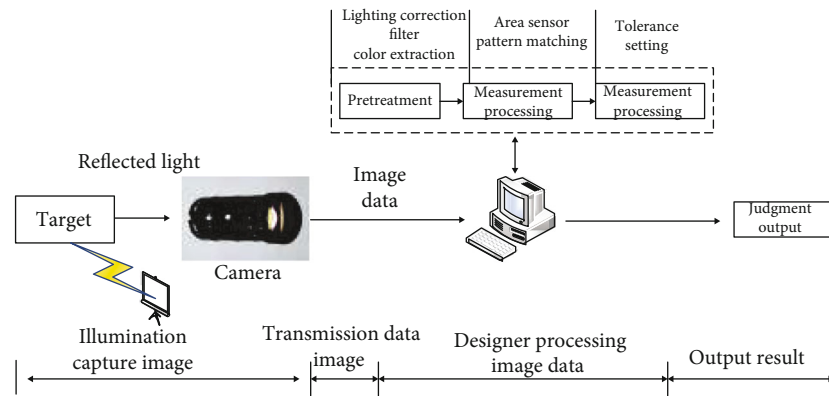 Lighting correction
filter
color extraction
Area sensor
pattern matching
Tolerance
setting
Pretreatment
Measurement
processing
Measurement
processing
Reflected light
Image
data
Target
Camera
Judgment
output
Illumination
capture image
Transmission data
image
Designer processing
image data
Output result